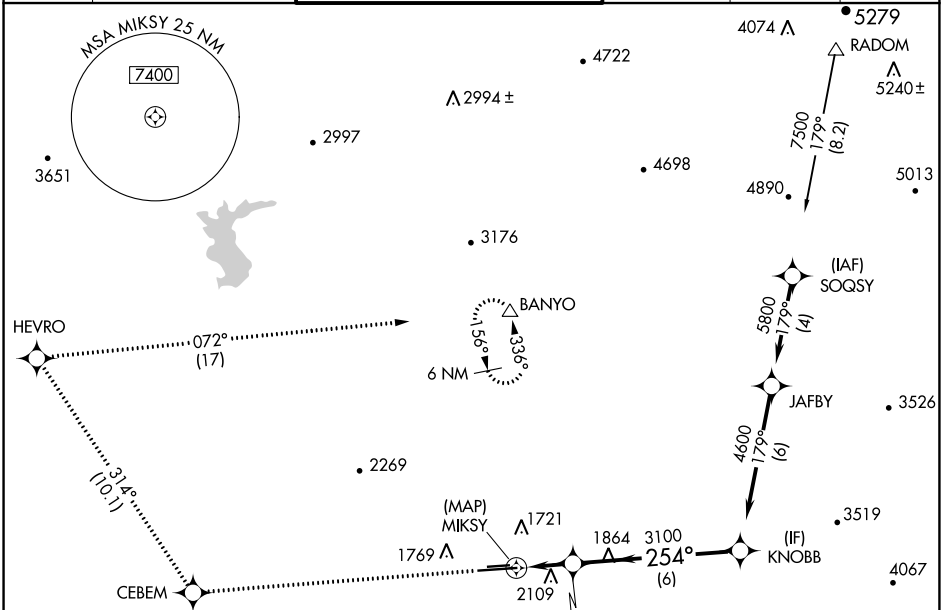 MSA MIKSY 25 NM
7400
4074
5279
RADOM
4722
5240 ±
2994 ±
7500
179°
(8.2)
2997
3651
4698
4890
5013
3176
(IAF)
SOQSY
BANYO
5800
179°
(4)
HEVRO
072°
(17)
156°
336°
6 NM
JAFBY
3526
4600
179°
(6)
314°
(10.1)
2269
(MAP)
MIKSY
1721
3519
1769
1864
3100
254°
(6)
(IF)
KNOBB
CEBEM
2109
4067